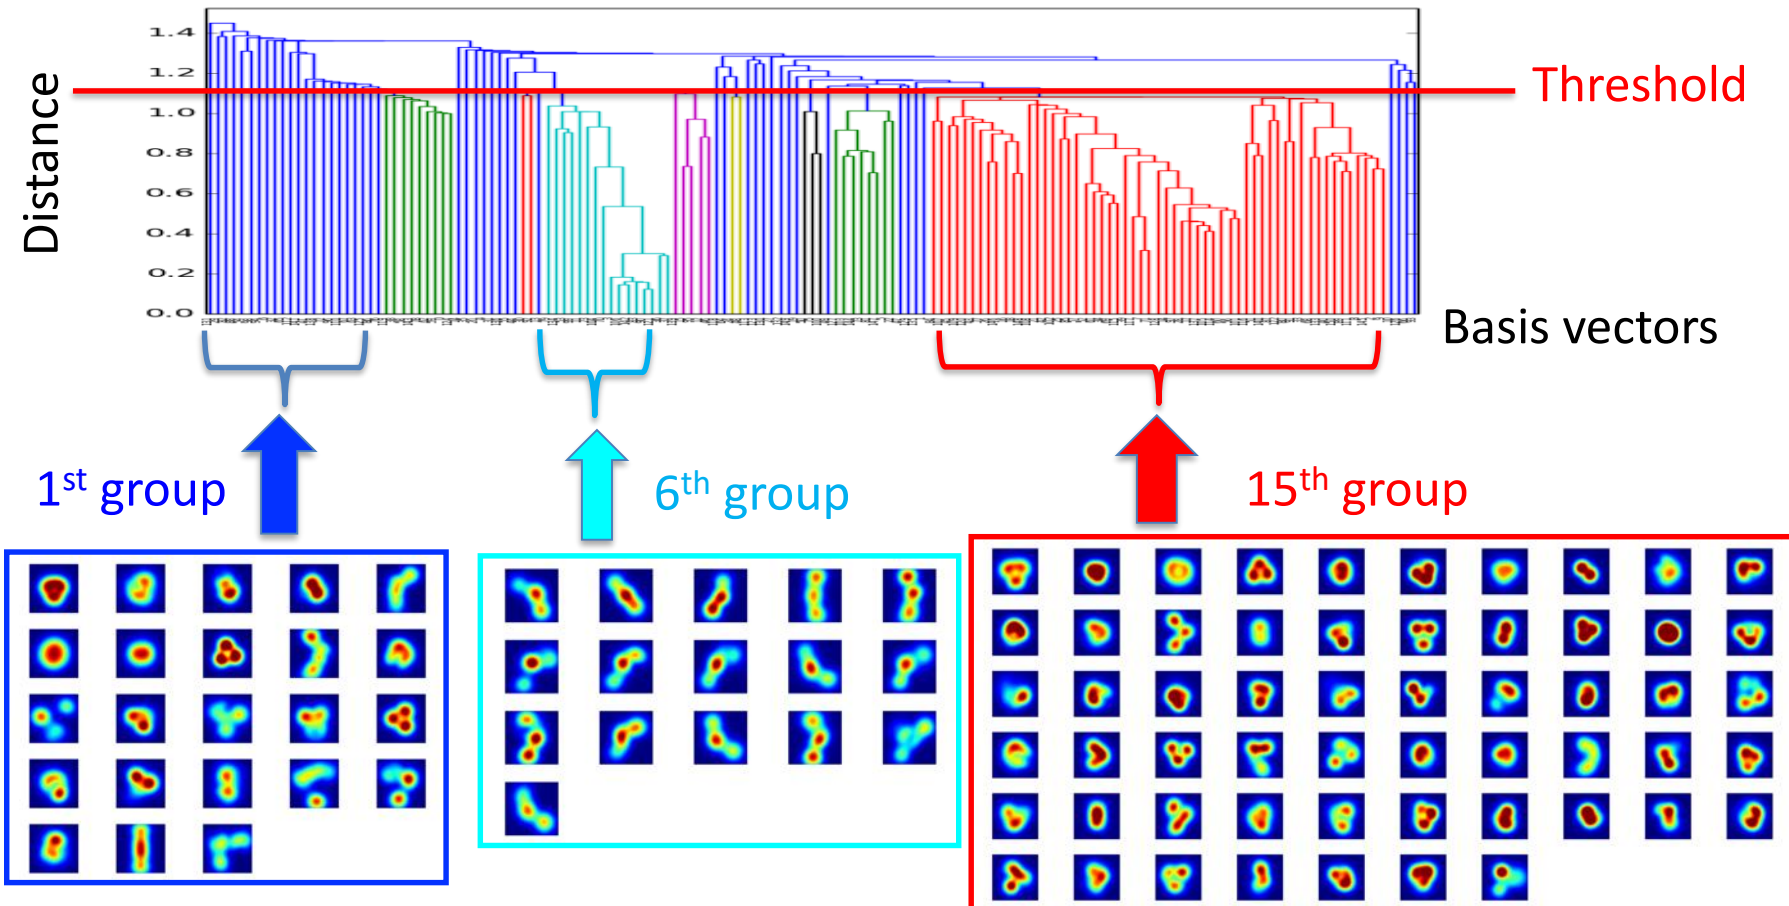 1.4
1.2
1.0
0.8
0.6
0.4
0.2
0.0
Distance
Threshold
Basis vectors
1st group
6th group
15th group